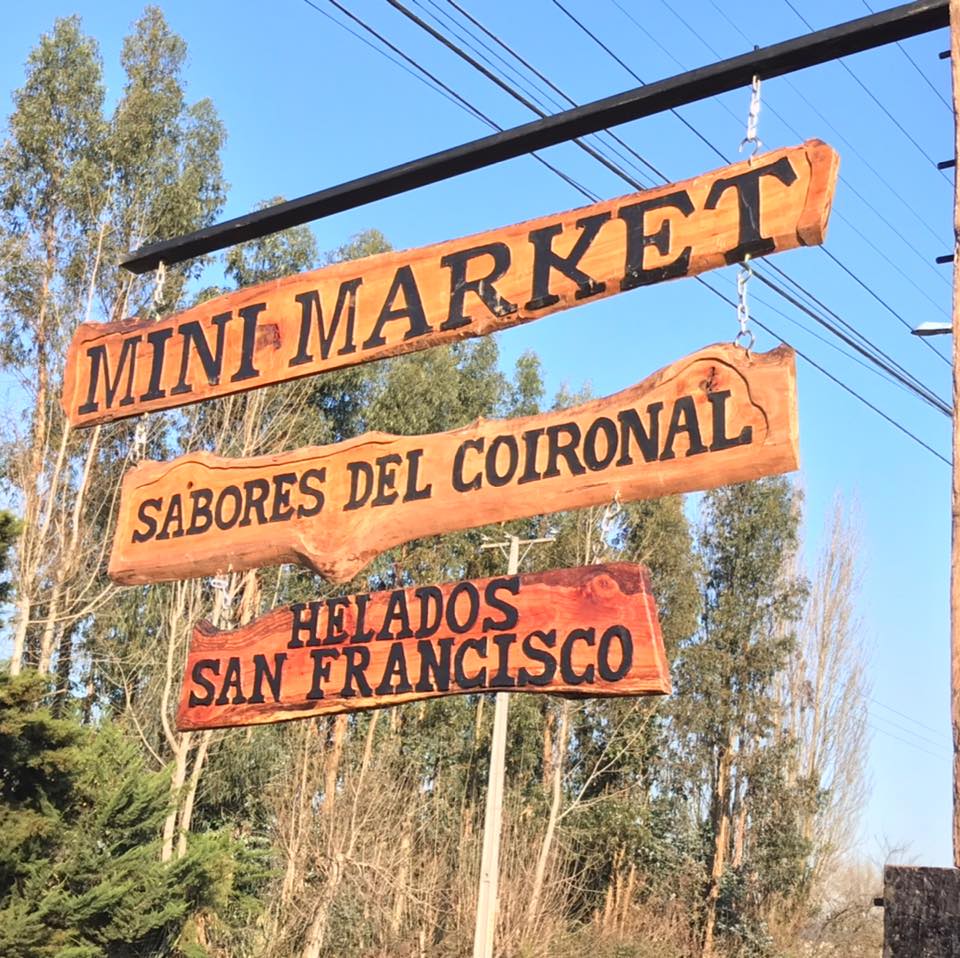 MINI MARKET
SABORES DEL COIRONAL
HELADOS
SAN FRANCISCO